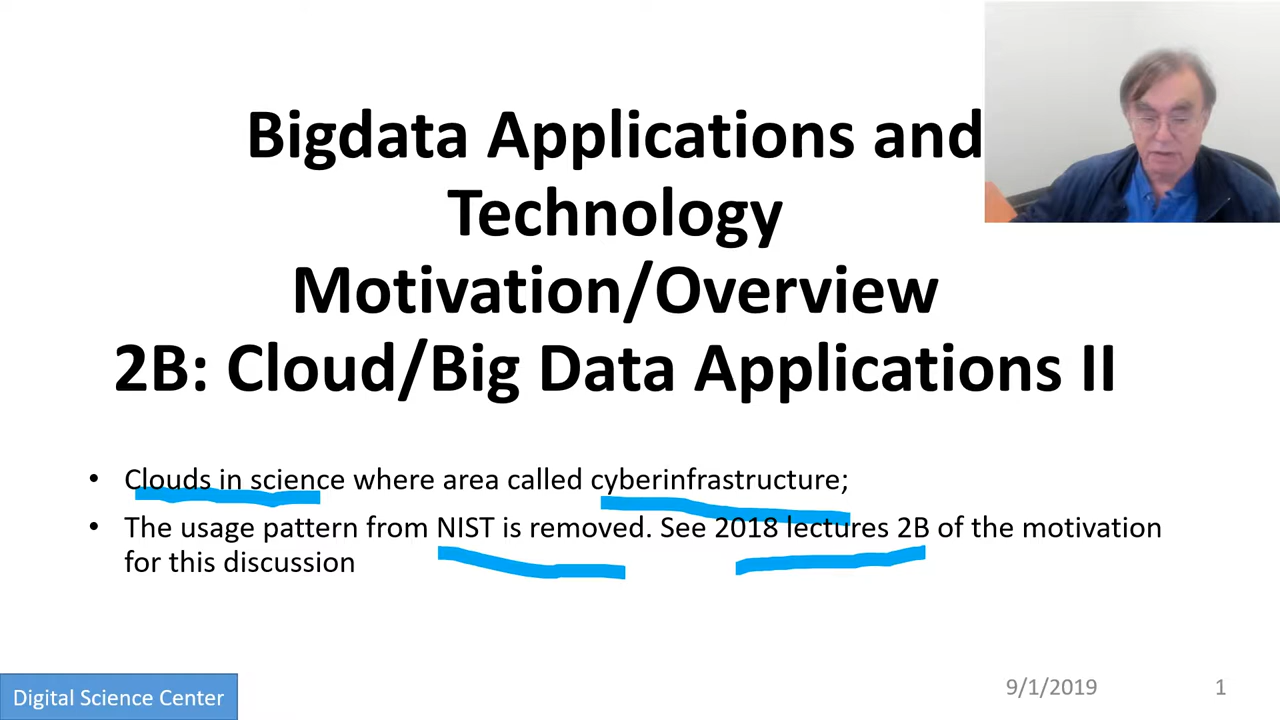 Bigdata Applications and
Technology
Motivation/Overview
2B: Cloud/Big Data Applications II
• Clouds in science where area called cyberinfrastructure;
• The usage pattern from NIST is removed. See 2018 lectures 2B of the motivation
for this discussion
Digital Science Center
9/1/2019
1